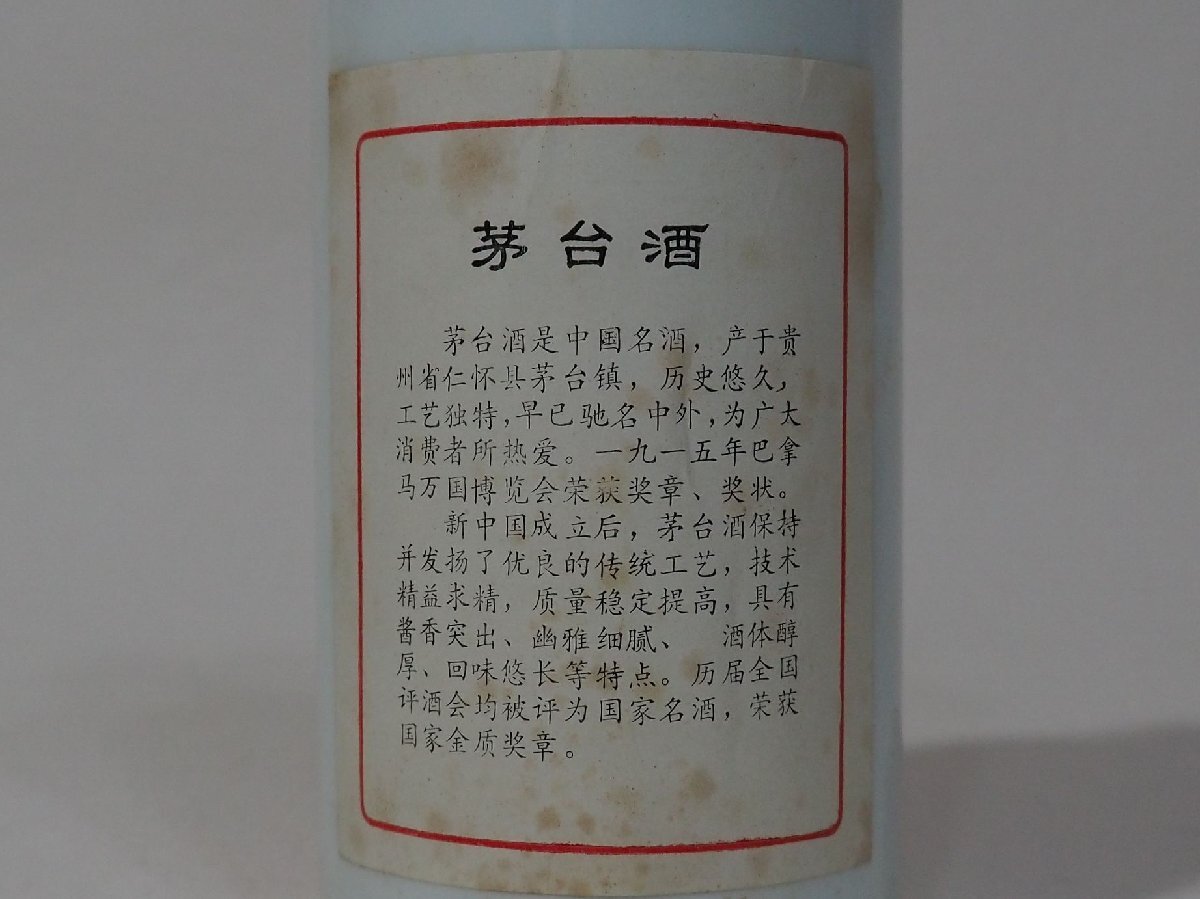 茅台酒
茅台酒是中国名酒，产于贵
州省仁怀县茅台镇，历史悠久，
工艺独特，早已驰名中外，为广大
消费者所热爱。一九一五年巴拿
马万国博览会荣获奖章、奖状。
新中国成立后，茅台酒保持
并发扬了优良的传统工艺，技术
精益求精，质量稳定提高，具有
酱香突出、幽雅细腻、酒体醇
厚、回味悠长等特点。历届全国
评酒会均被评为国家名酒，荣获
国家金质奖章。